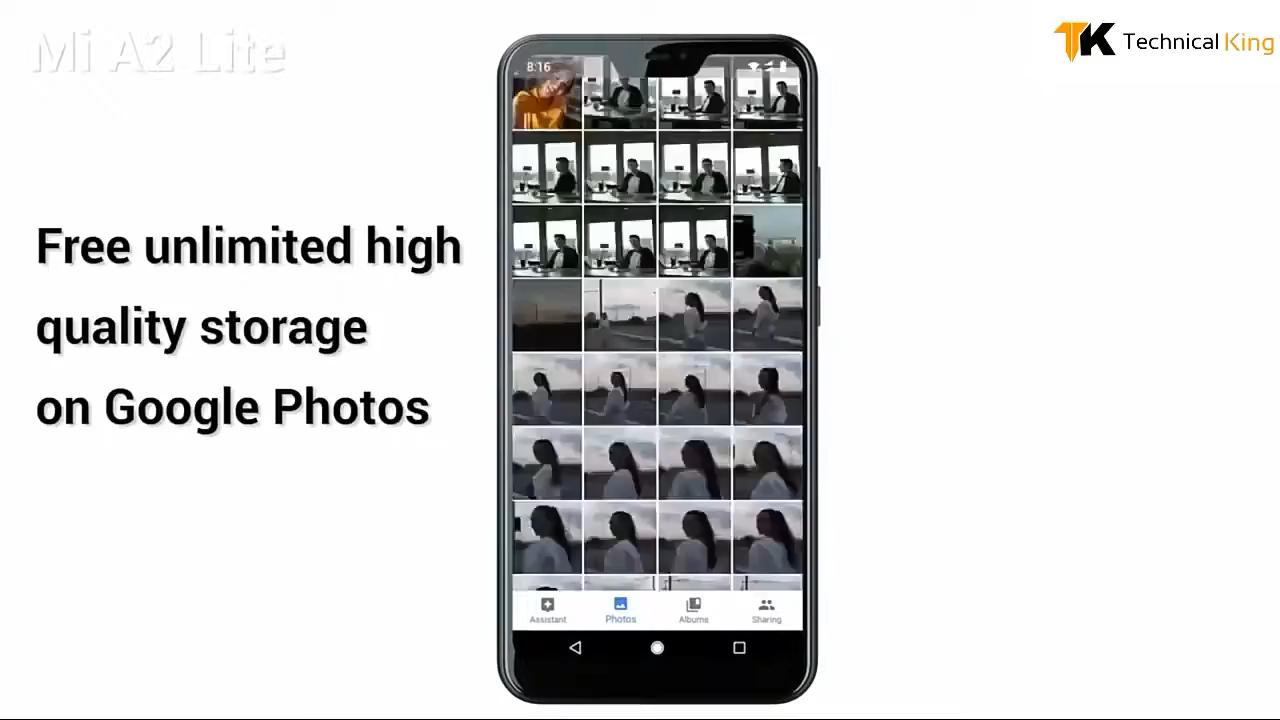 Mi A2 Lite
TK Technical King
8:16
Free unlimited high
quality storage
on Google Photos
Assistant Photos Albums Sharing